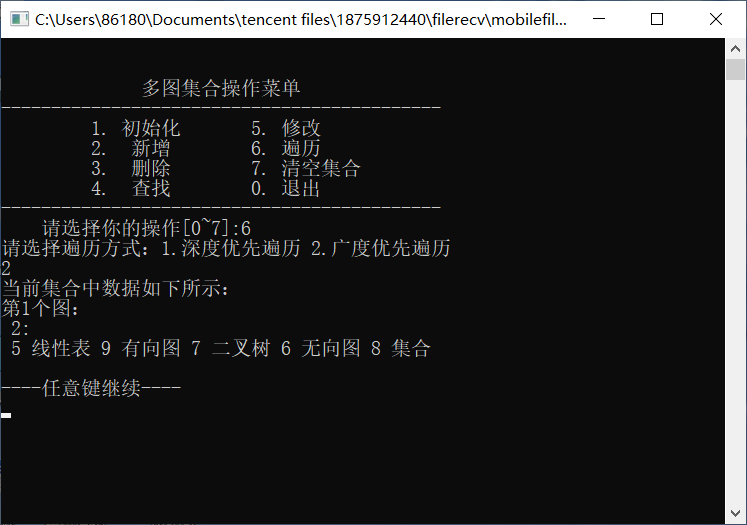 C:\Users\86180\Documents\tencent files\1875912440\filerecv\mobilefil...
多图集合操作菜单
--------------------------------------------
1. 初始化 5. 修改
2. 新增 6. 遍历
3. 删除 7. 清空集合
4. 查找 0. 退出
--------------------------------------------
请选择你的操作[0~7]:6
请选择遍历方式：1.深度优先遍历 2.广度优先遍历
2
当前集合中数据如下所示：
第1个图：
2:
5 线性表 9 有向图 7 二叉树 6 无向图 8 集合
----任意键继续----